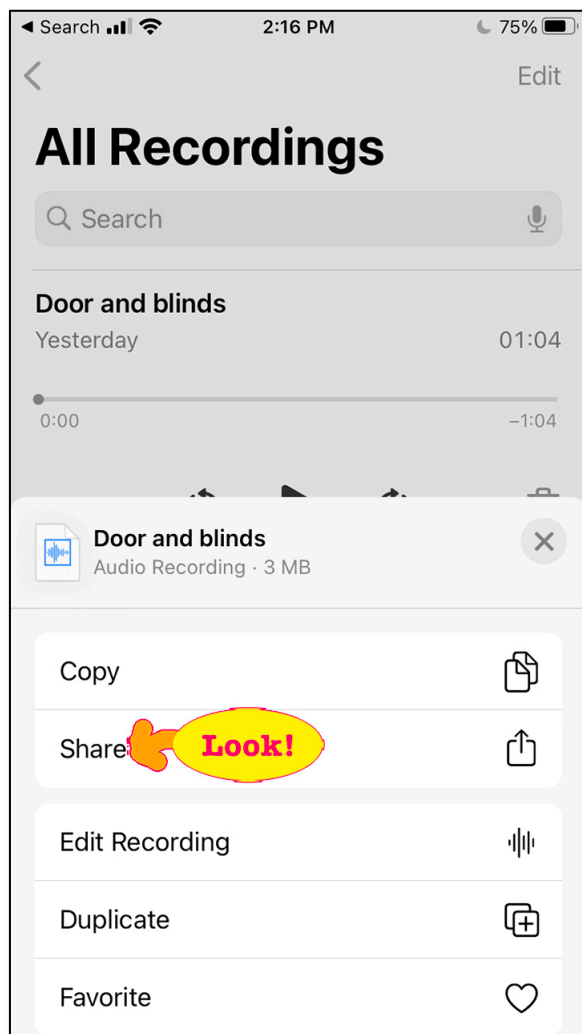 Search 2:16 PM 75%
Edit
All Recordings
Search
Door and blinds
Yesterday 01:04
0:00 –1:04
Door and blinds
Audio Recording · 3 MB
Copy
Share Look!
Edit Recording
Duplicate
Favorite